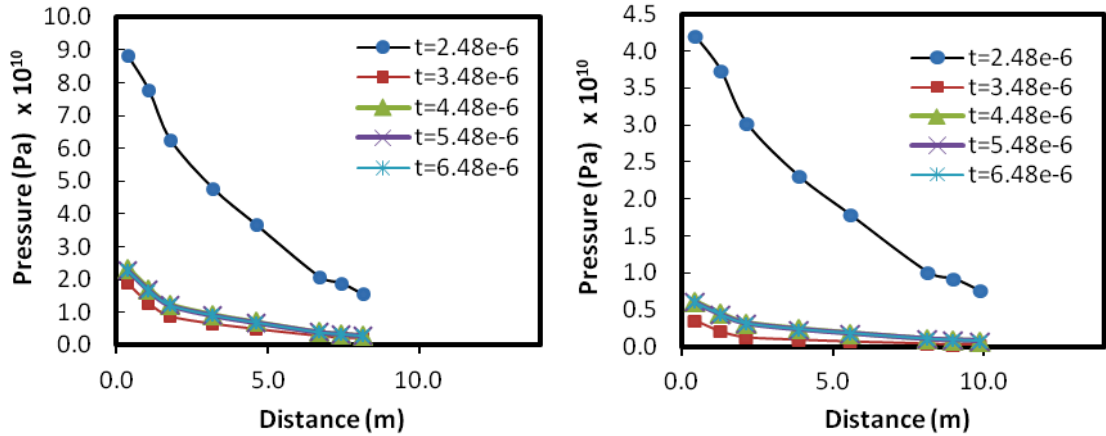 Pressure (Pa) x 10¹⁰
10.0
9.0
8.0
7.0
6.0
5.0
4.0
3.0
2.0
1.0
0.0
t=2.48e-6
t=3.48e-6
t=4.48e-6
t=5.48e-6
t=6.48e-6
0.0 5.0 10.0
Distance (m)
Pressure (Pa) x 10¹⁰
4.5
4.0
3.5
3.0
2.5
2.0
1.5
1.0
0.5
0.0
t=2.48e-6
t=3.48e-6
t=4.48e-6
t=5.48e-6
t=6.48e-6
0.0 5.0 10.0
Distance (m)